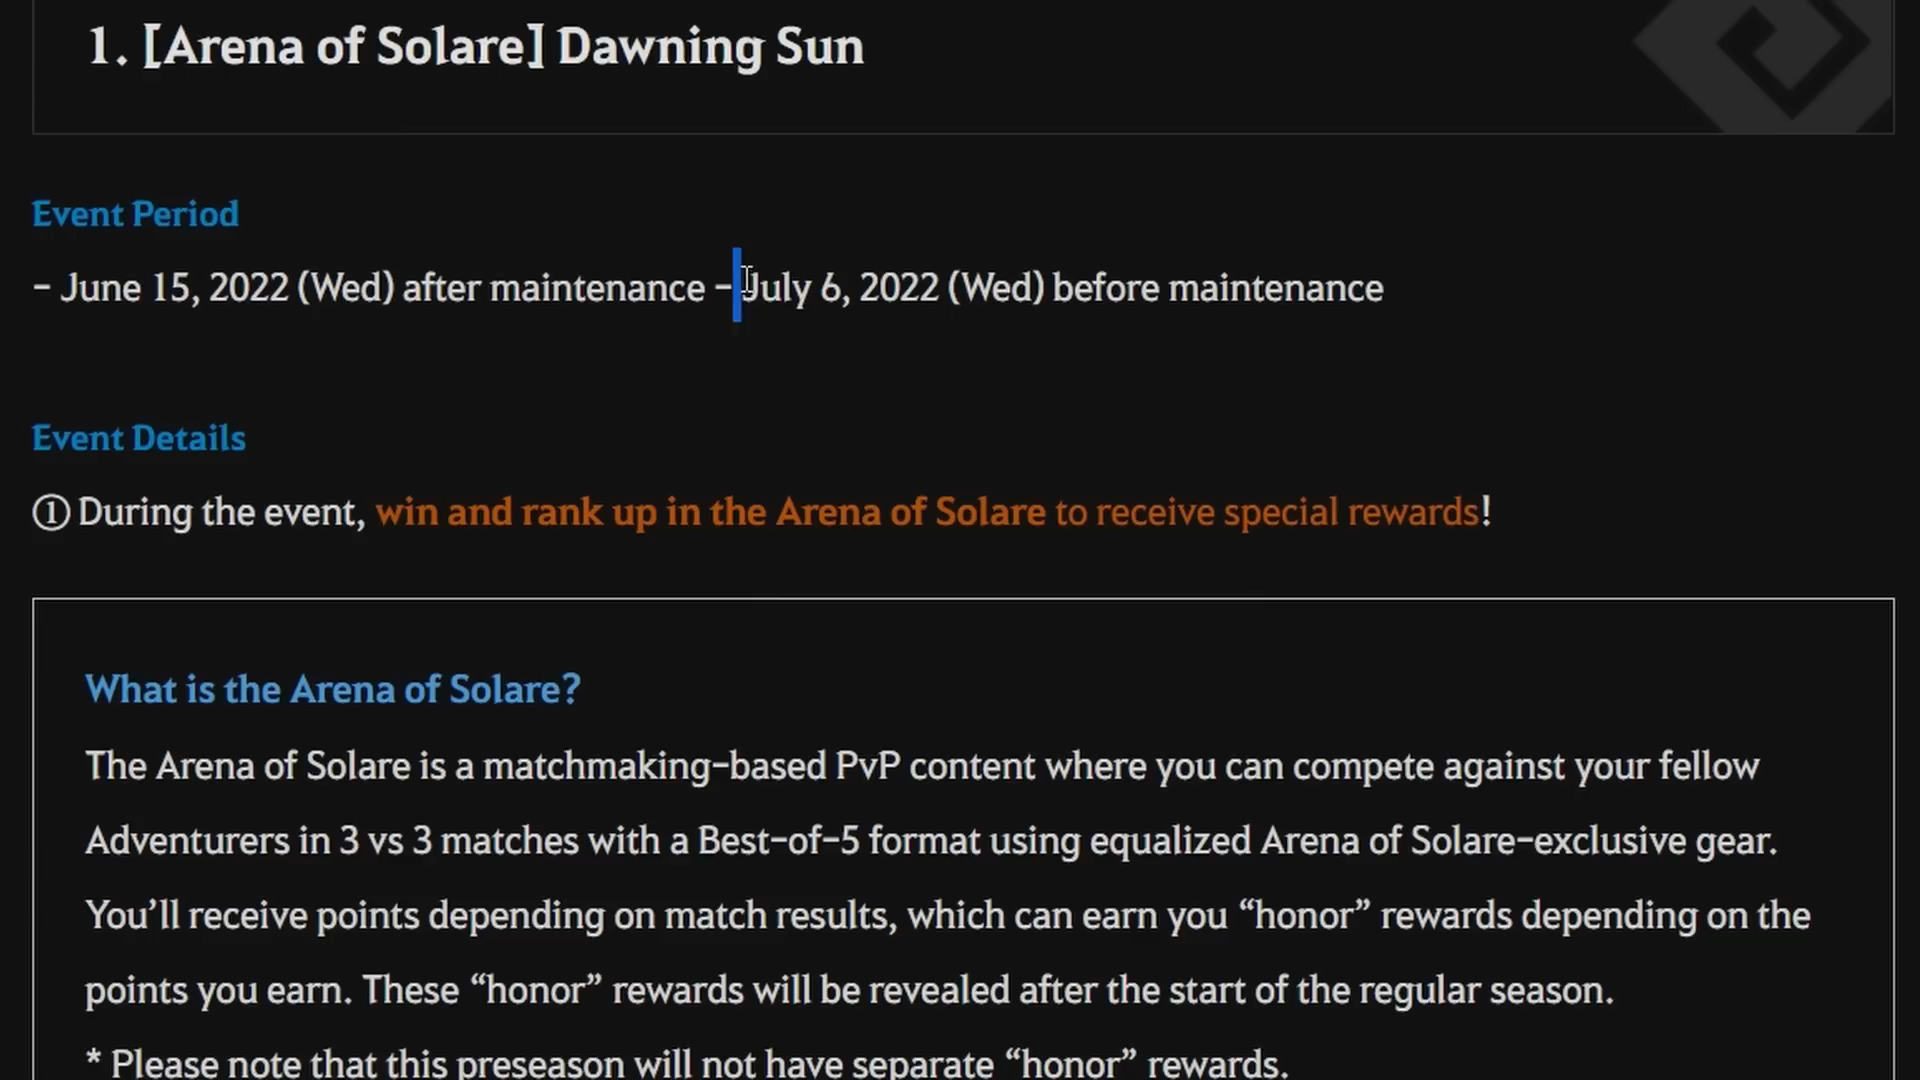 1. [Arena of Solare] Dawning Sun
Event Period
- June 15, 2022 (Wed) after maintenance - July 6, 2022 (Wed) before maintenance
Event Details
① During the event, win and rank up in the Arena of Solare to receive special rewards!
What is the Arena of Solare?
The Arena of Solare is a matchmaking-based PvP content where you can compete against your fellow
Adventurers in 3 vs 3 matches with a Best-of-5 format using equalized Arena of Solare-exclusive gear.
You’ll receive points depending on match results, which can earn you “honor” rewards depending on the
points you earn. These “honor” rewards will be revealed after the start of the regular season.
* Please note that this preseason will not have separate “honor” rewards.